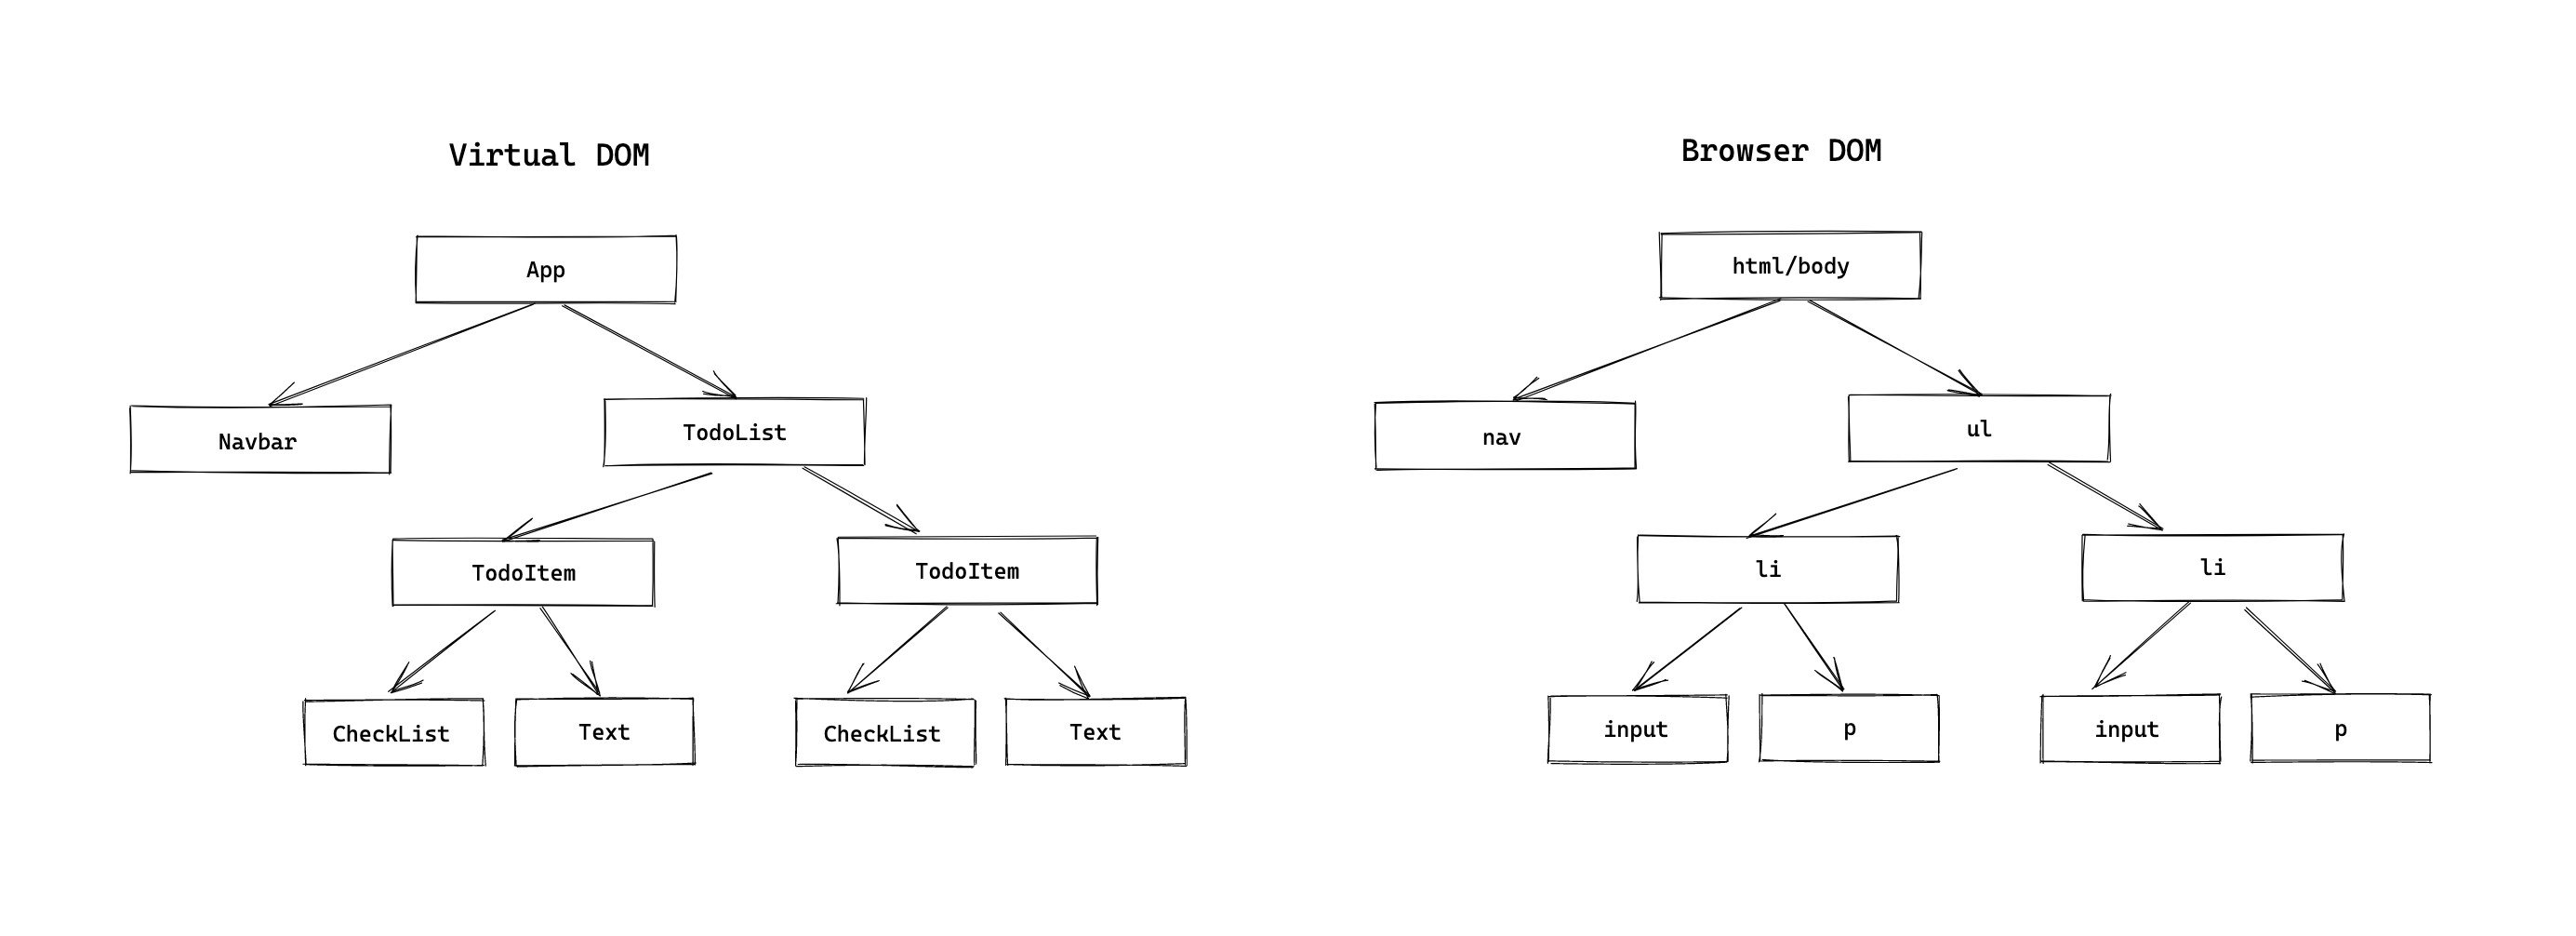 Virtual DOM
App
Navbar
TodoList
TodoItem
TodoItem
CheckList
Text
CheckList
Text
Browser DOM
html/body
nav
ul
li
li
input
p
input
p